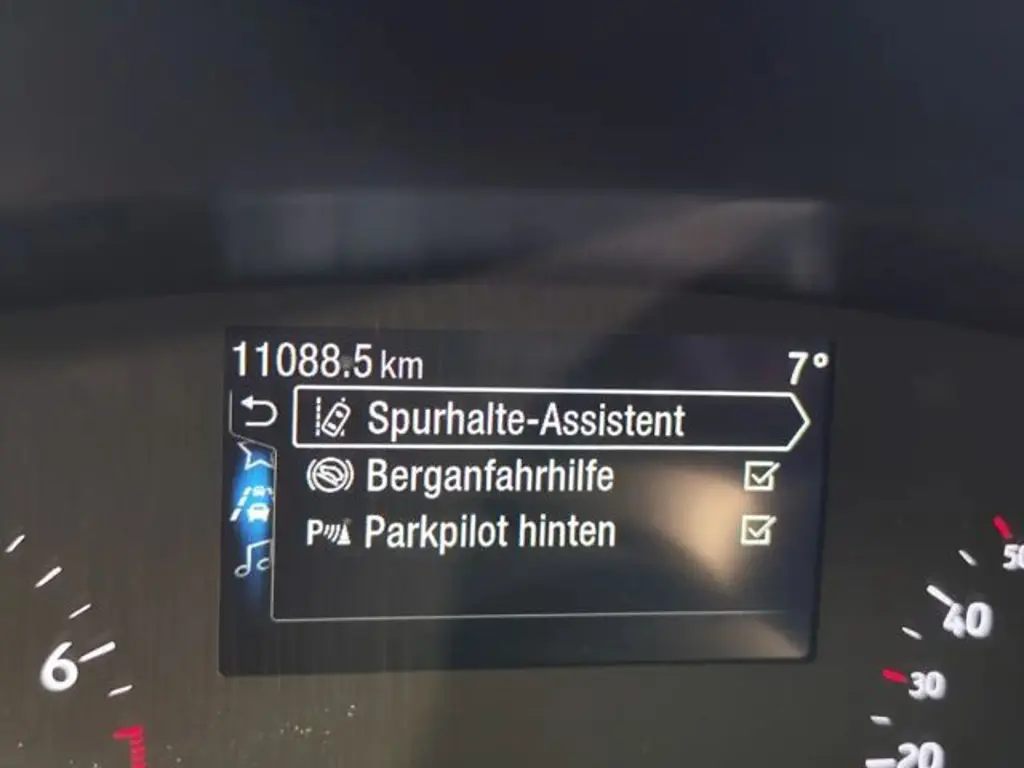 11088.5 km 7°
Spurhalte-Assistent
Berganfahrhilfe
P Parkpilot hinten
50
40
6
30
20